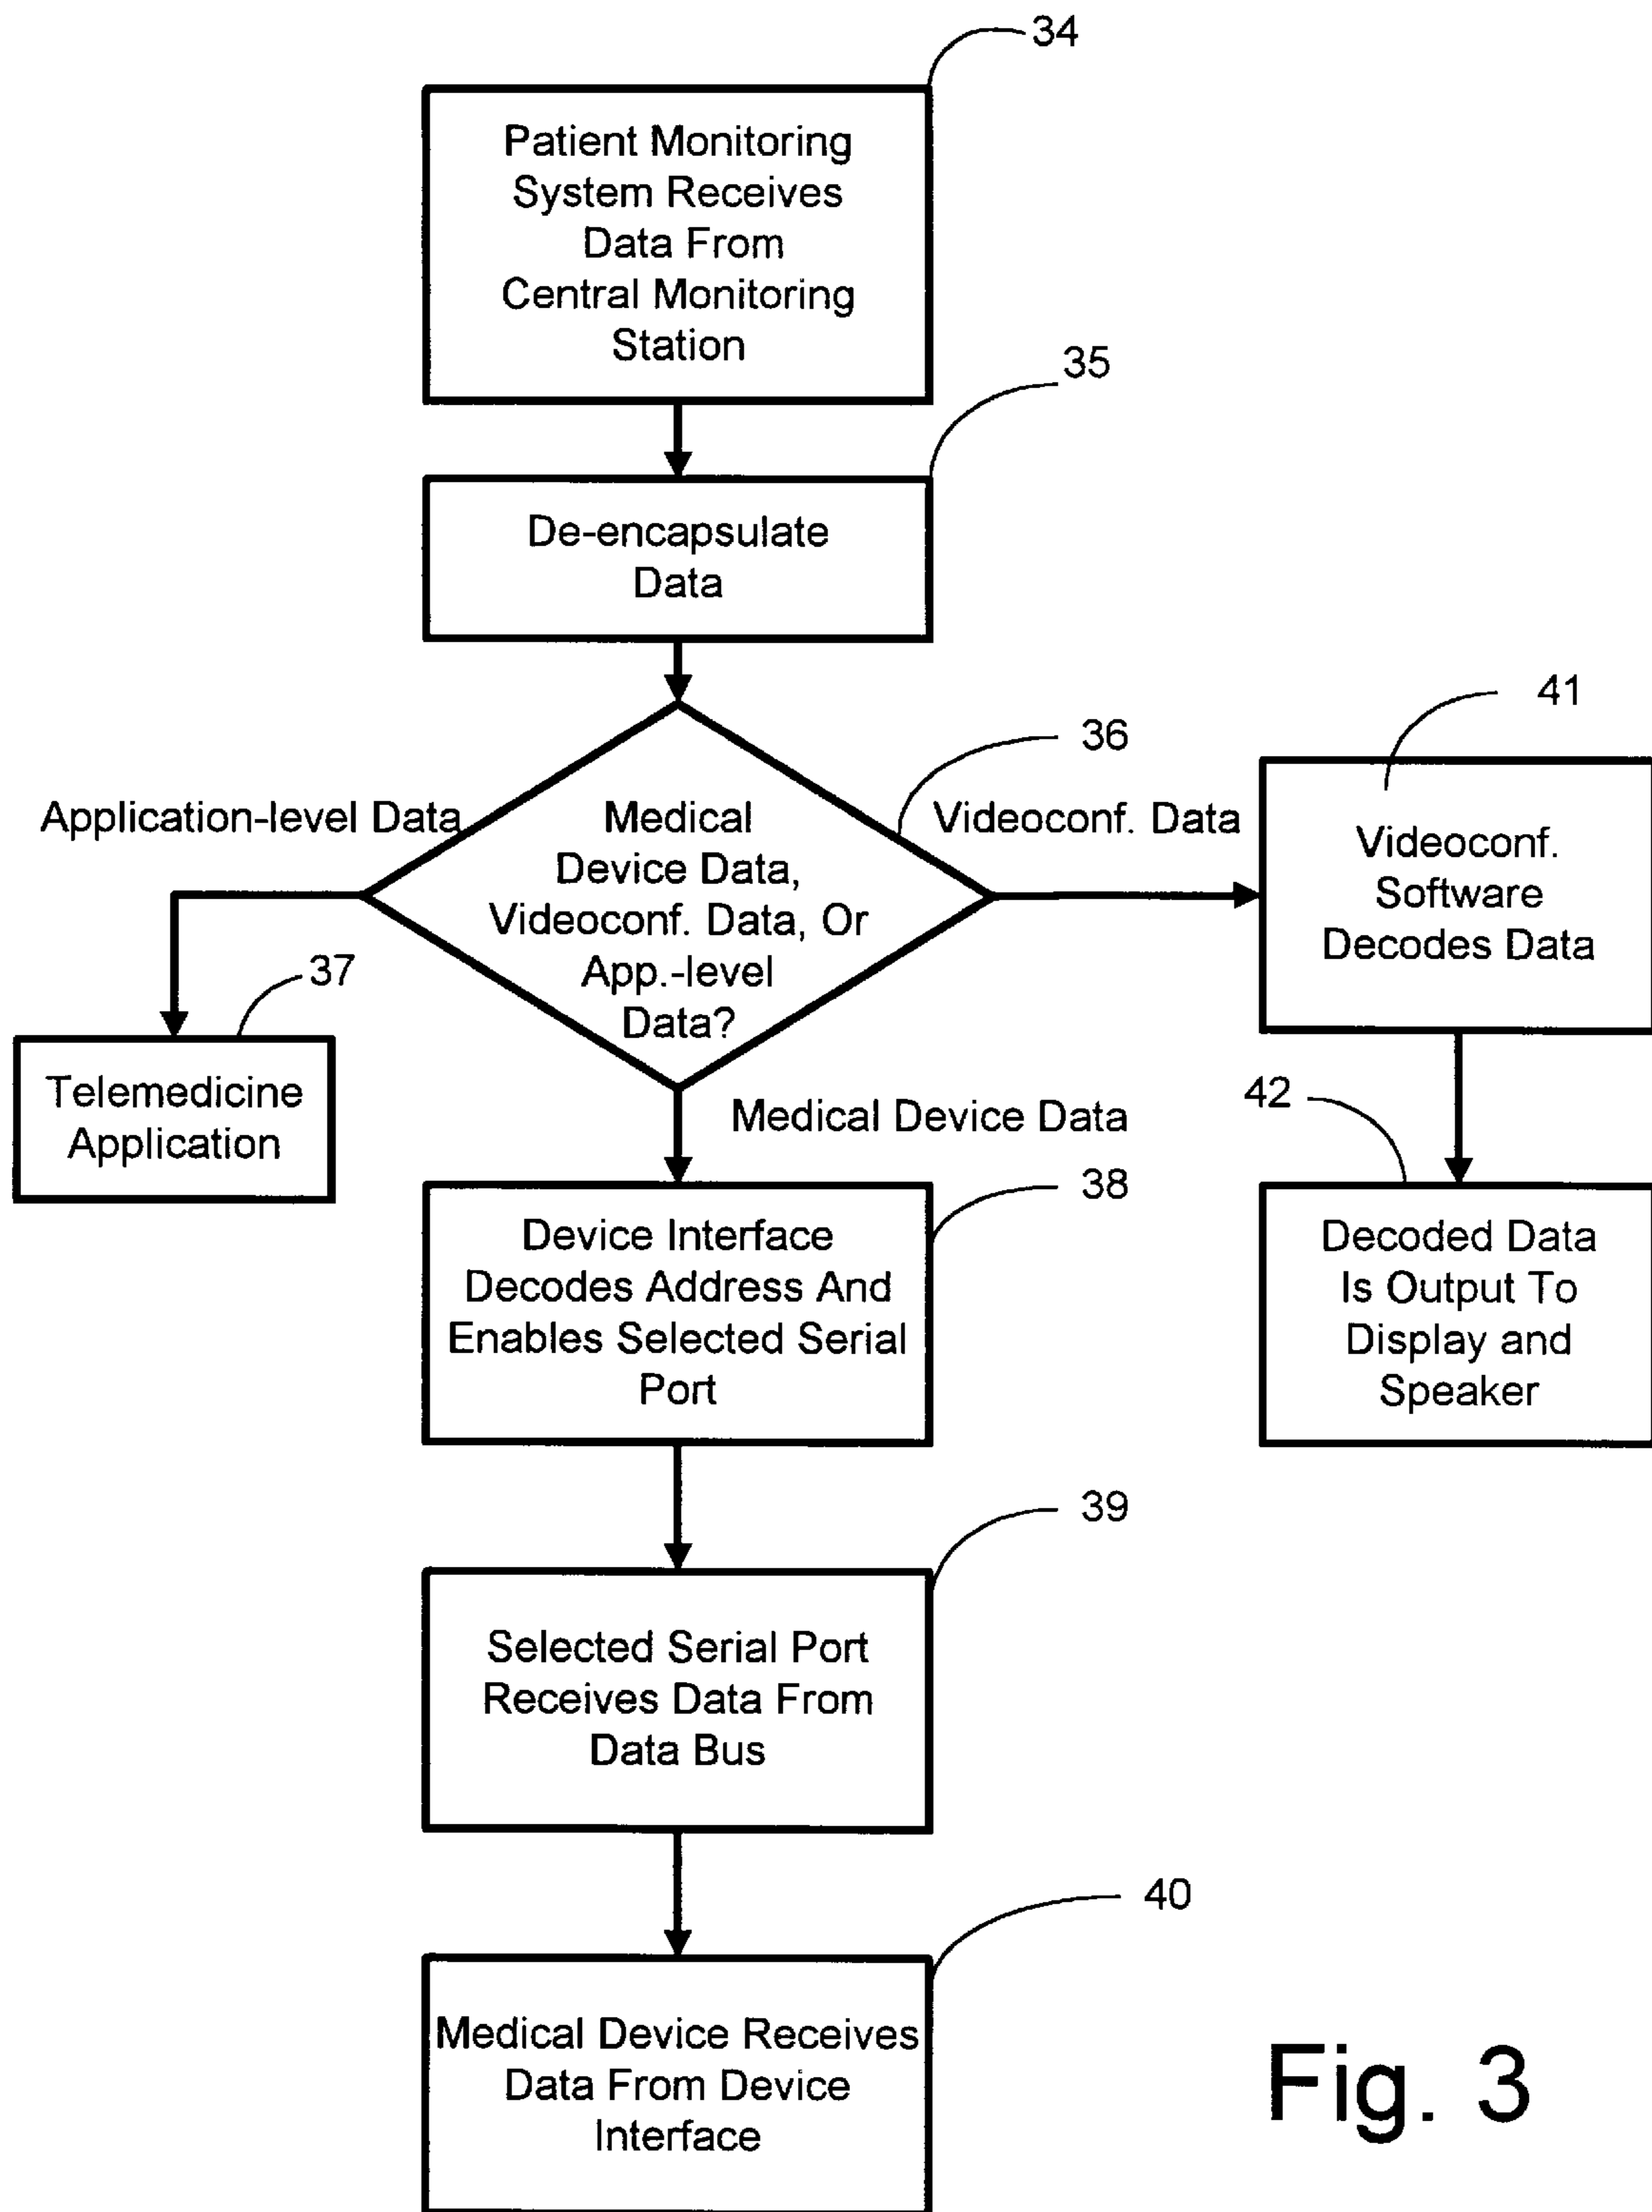 34
Patient Monitoring
System Receives
Data From
Central Monitoring
Station
35
De-encapsulate
Data
36
Application-level Data
Medical
Device Data,
Videoconf. Data, Or
App.-level
Data?
Videoconf. Data
41
Videoconf.
Software
Decodes Data
37
Telemedicine
Application
Medical Device Data
42
Decoded Data
Is Output To
Display and
Speaker
38
Device Interface
Decodes Address And
Enables Selected Serial
Port
39
Selected Serial Port
Receives Data From
Data Bus
40
Medical Device Receives
Data From Device
Interface
Fig. 3